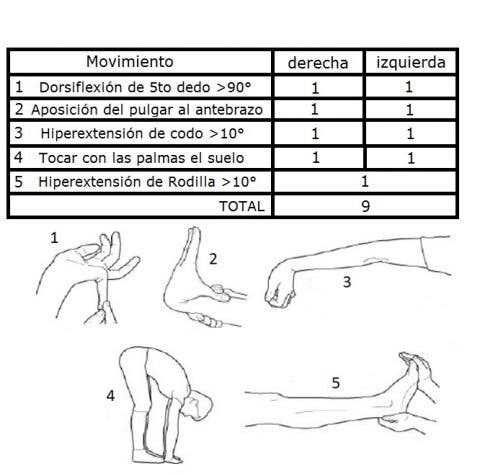 Movimiento derecha izquierda
1 Dorsiflexión de 5to dedo >90° 1 1
2 Aposición del pulgar al antebrazo 1 1
3 Hiperextensión de codo >10° 1 1
4 Tocar con las palmas el suelo 1 1
5 Hiperextensión de Rodilla >10° 1
TOTAL 9
1
2
3
4
5